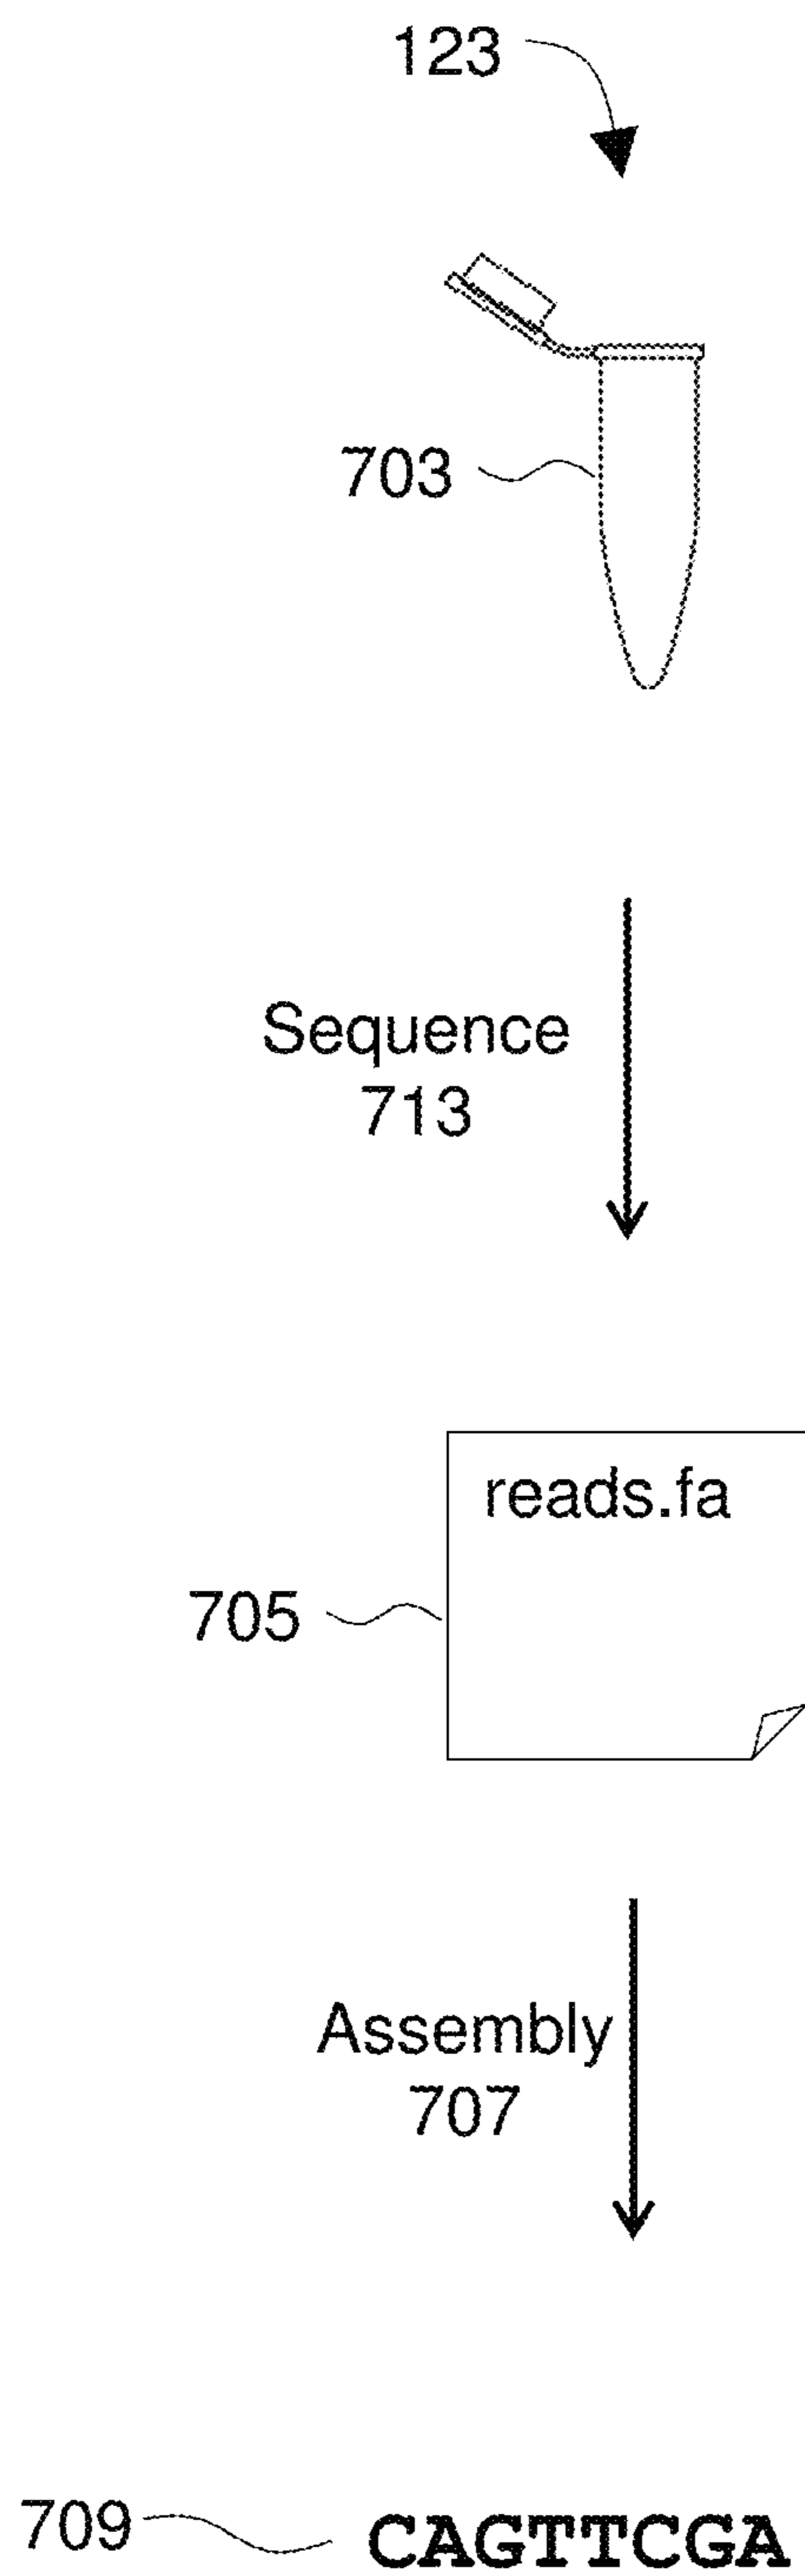 123
703
Sequence
713
reads.fa
705
Assembly
707
709
CAGTTCGA